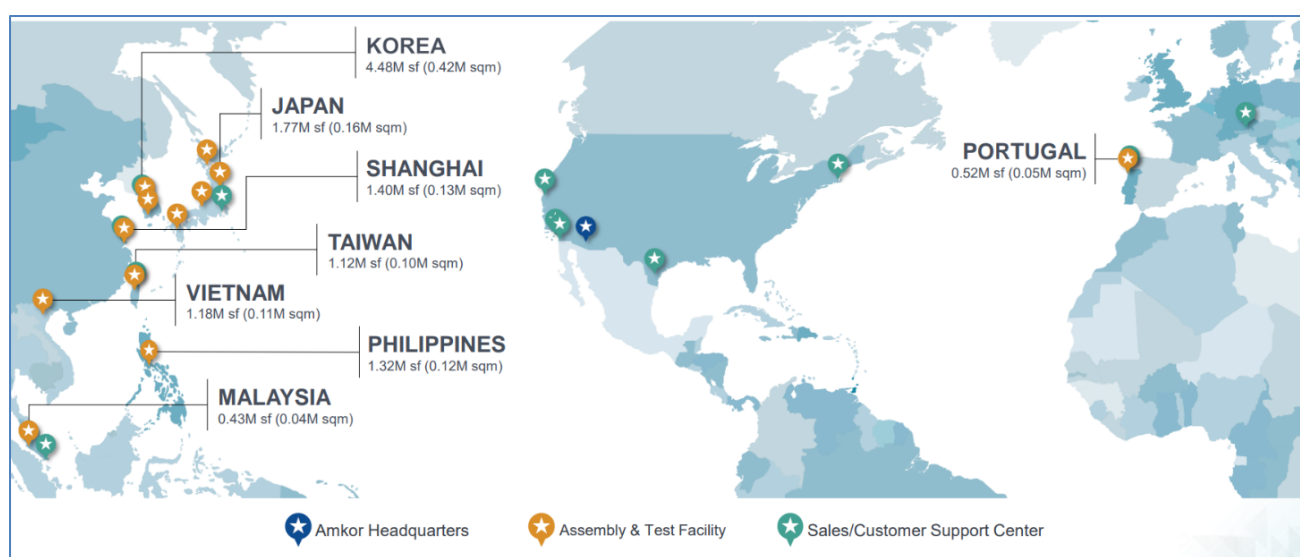 KOREA
4.48M sf (0.42M sqm)
JAPAN
1.77M sf (0.16M sqm)
SHANGHAI
1.40M sf (0.13M sqm)
TAIWAN
1.12M sf (0.10M sqm)
VIETNAM
1.18M sf (0.11M sqm)
PHILIPPINES
1.32M sf (0.12M sqm)
MALAYSIA
0.43M sf (0.04M sqm)
PORTUGAL
0.52M sf (0.05M sqm)
Amkor Headquarters
Assembly & Test Facility
Sales/Customer Support Center